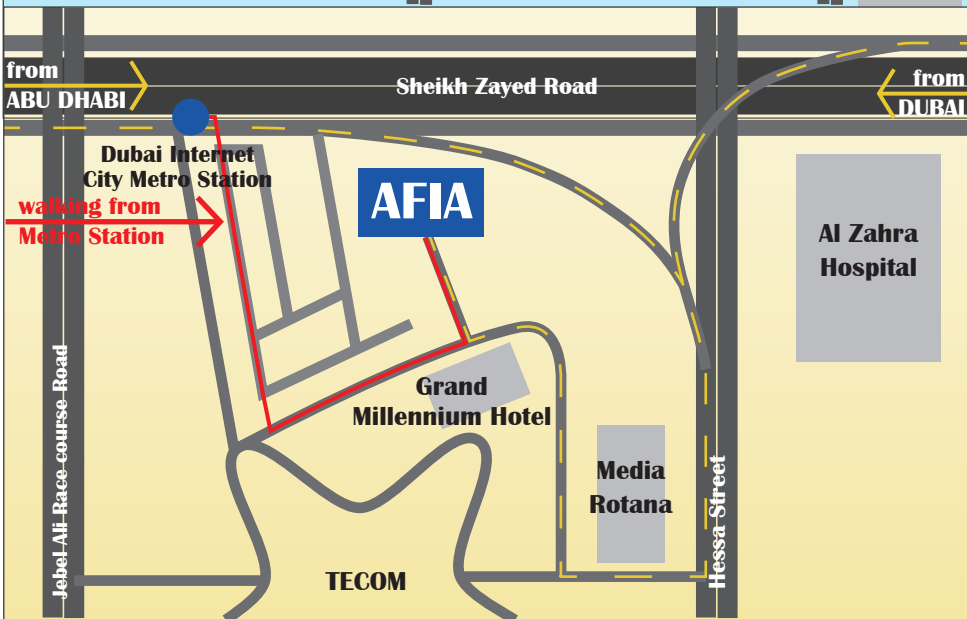 from
ABU DHABI
Sheikh Zayed Road
from
DUBAI
Dubai Internet
City Metro Station
walking from
Metro Station
AFIA
Al Zahra
Hospital
Grand
Millennium Hotel
Media
Rotana
Jebel Ali Race course Road
Hessa Street
TECOM